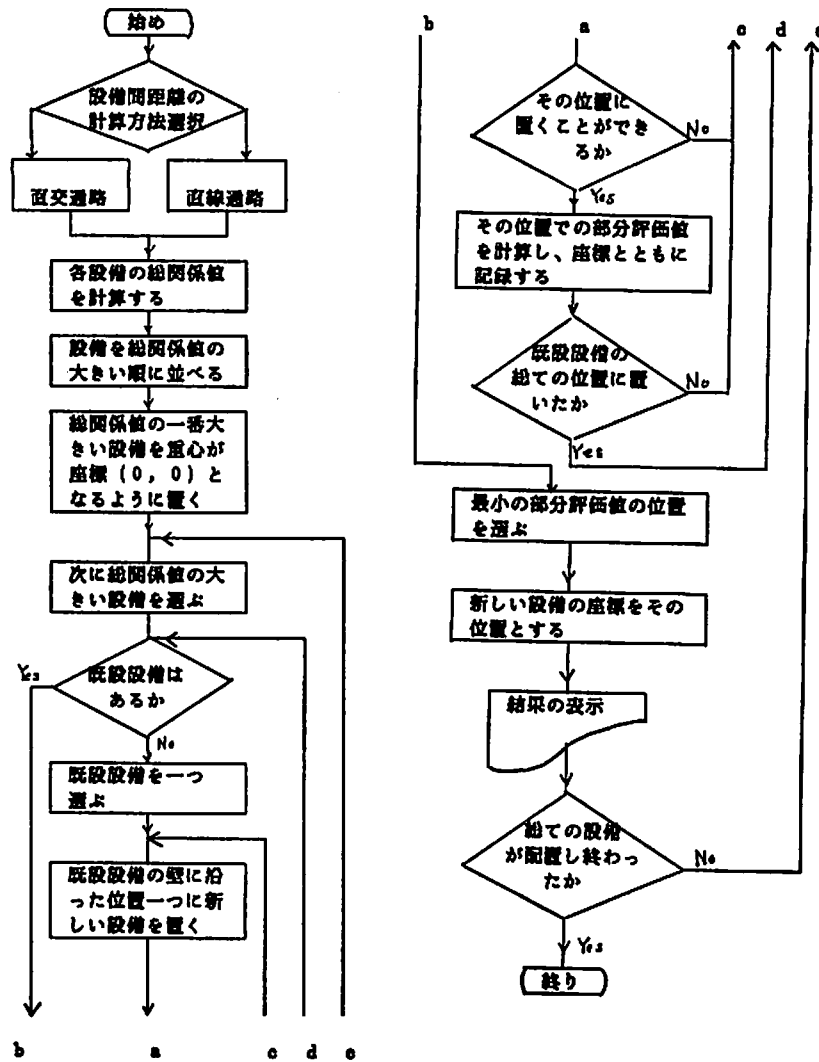 始め
設備間距離の
計算方法選択
直交通路
直線通路
各設備の総関係値
を計算する
設備を総関係値の
大きい順に並べる
総関係値の一番大
きい設備を重心が
座標(0,0)と
なるように置く
次に総関係値の大
きい設備を選ぶ
既設設備は
あるか
Yes
No
既設設備を一つ
選ぶ
既設設備の壁に沿
った位置一つに新
しい設備を置く
b
a
c
d
e
b
a
c
d
e
その位置に
置くことができ
るか
No
Yes
その位置での部分評価値
を計算し、座標とともに
記録する
既設設備の
総ての位置に置
いたか
No
Yes
最小の部分評価値の位置
を選ぶ
新しい設備の座標をその
位置とする
結果の表示
総ての設備
が配置し終わっ
たか
No
Yes
終り